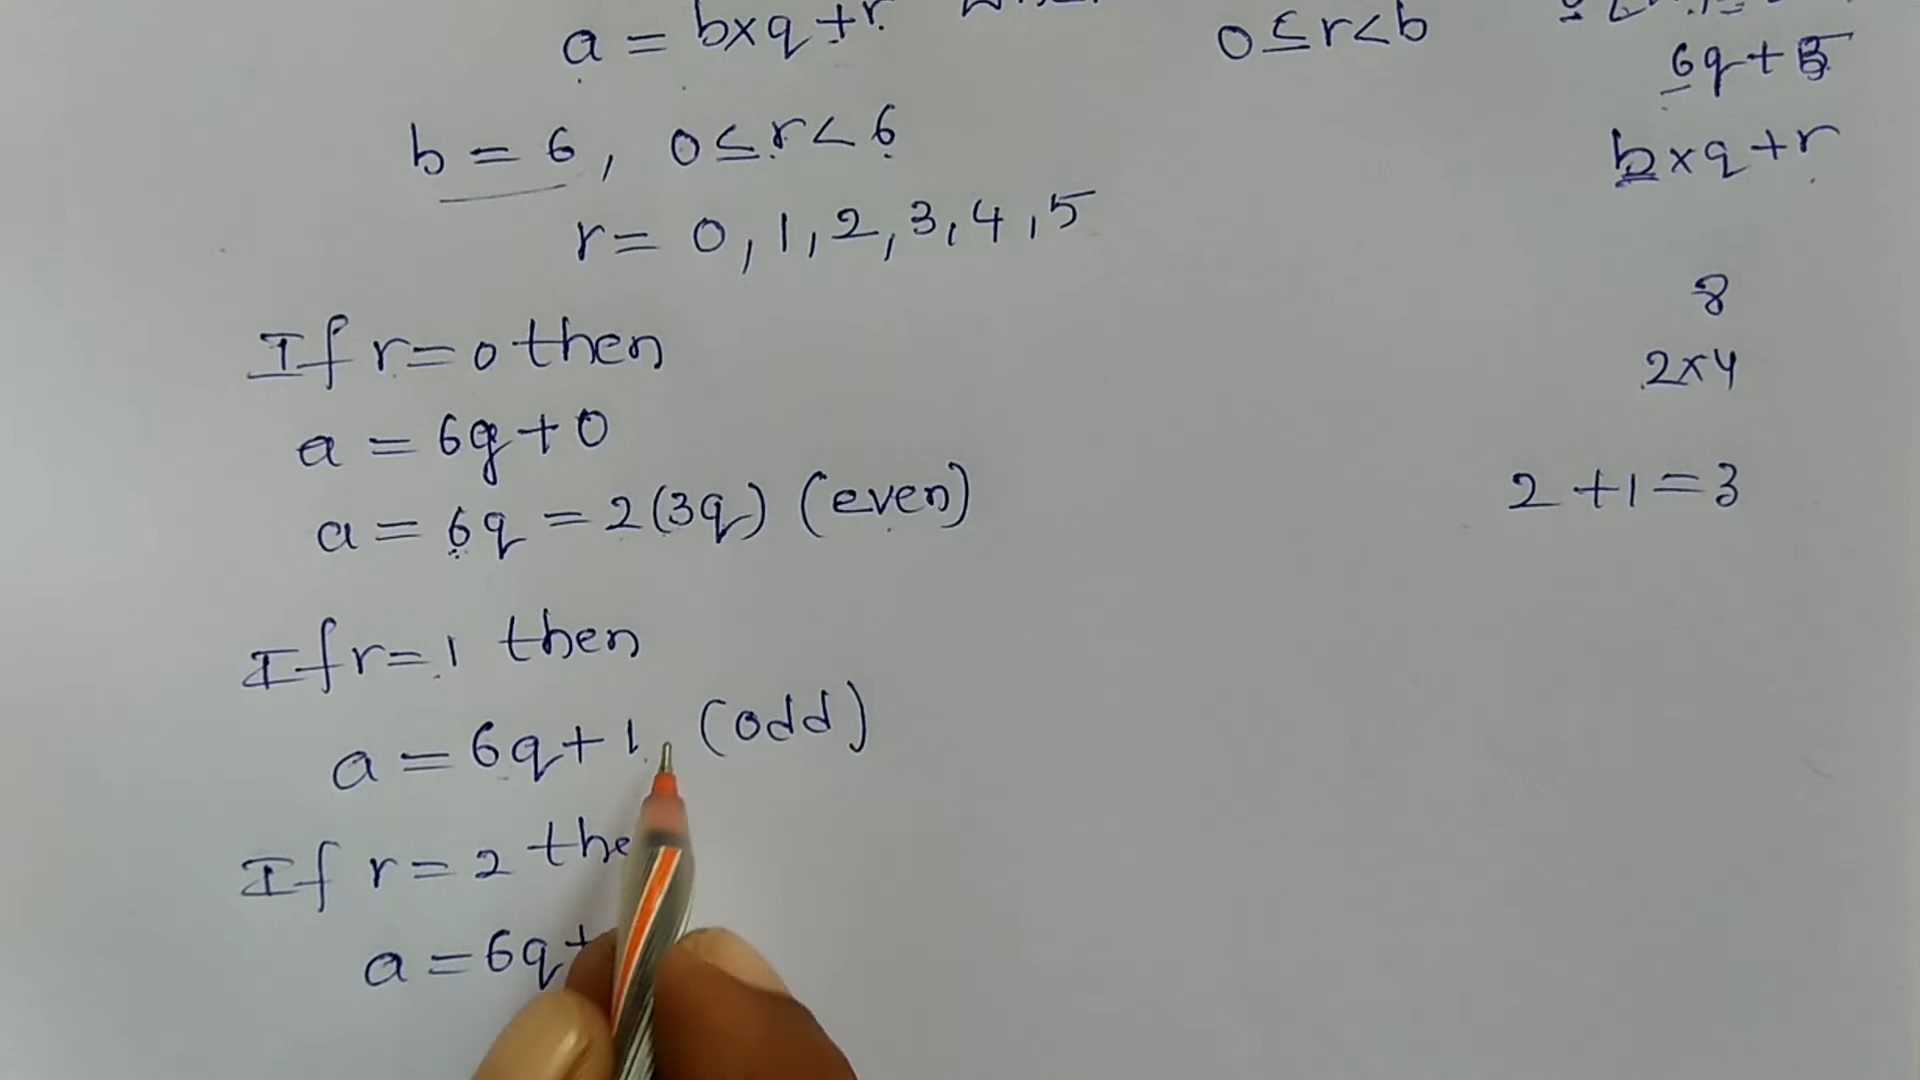 a = b×q+r
0≤r<b
6q+5
b = 6, 0≤r<6
b×q+r
r = 0,1,2,3,4,5
If r=0 then
8
2×4
a = 6q+0
a = 6q = 2(3q) (even)
2+1=3
If r=1 then
a = 6q+1 (odd)
If r=2 the
a=6q+